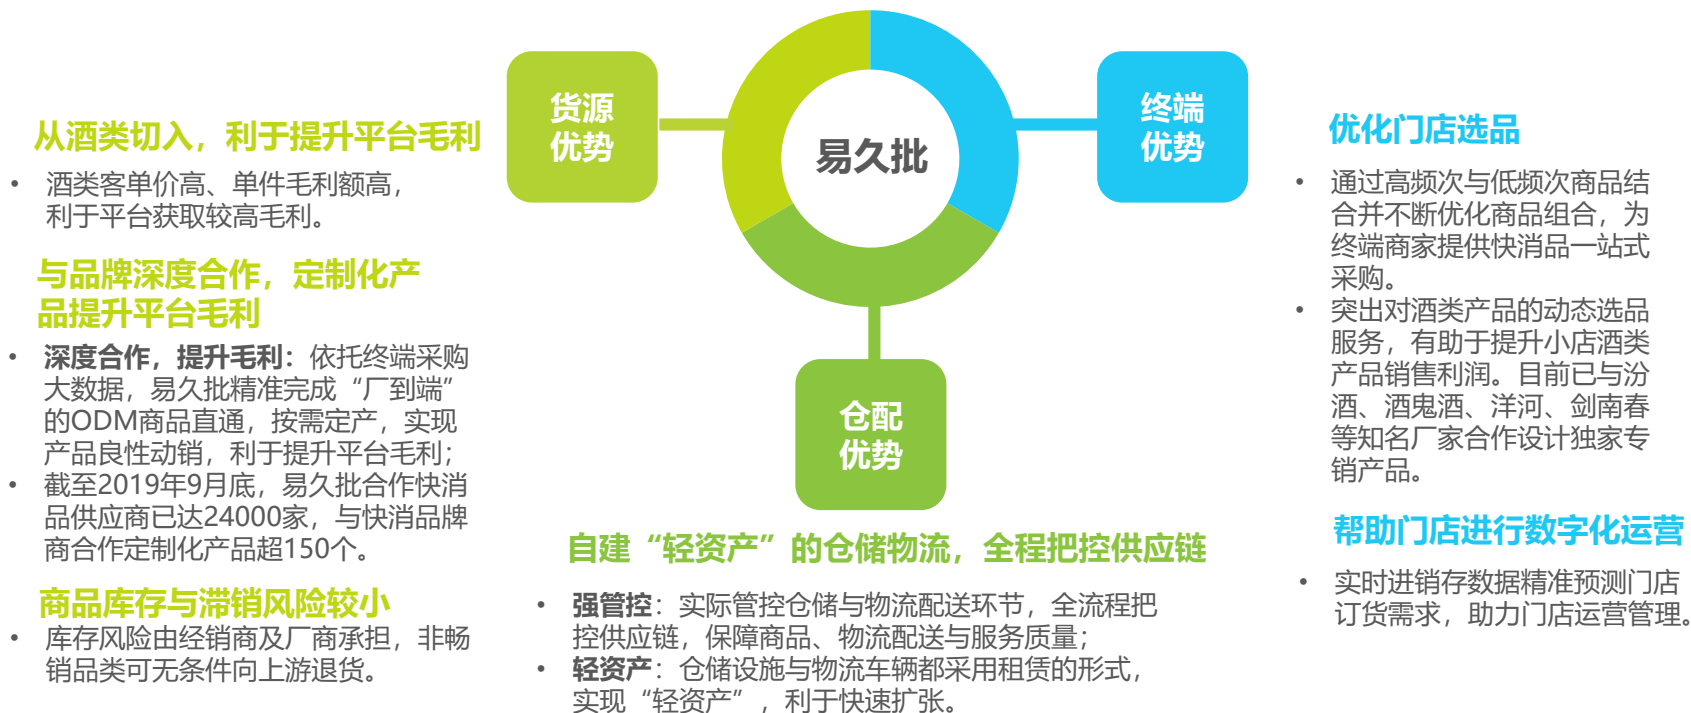 货源
优势
易久批
终端
优势
仓配
优势
从酒类切入，利于提升平台毛利
• 酒类客单价高、单件毛利额高，
利于平台获取较高毛利。
与品牌深度合作，定制化产
品提升平台毛利
• 深度合作，提升毛利：依托终端采购
大数据，易久批精准完成“厂到端”
的ODM商品直通，按需定产，实现
产品良性动销，利于提升平台毛利；
• 截至2019年9月底，易久批合作快消
品供应商已达24000家，与快消品牌
商合作定制化产品超150个。
商品库存与滞销风险较小
• 库存风险由经销商及厂商承担，非畅
销品类可无条件向上游退货。
自建“轻资产”的仓储物流，全程把控供应链
• 强管控：实际管控仓储与物流配送环节，全流程把
控供应链，保障商品、物流配送与服务质量；
• 轻资产：仓储设施与物流车辆都采用租赁的形式，
实现“轻资产”，利于快速扩张。
优化门店选品
• 通过高频次与低频次商品结
合并不断优化商品组合，为
终端商家提供快消品一站式
采购。
• 突出对酒类产品的动态选品
服务，有助于提升小店酒类
产品销售利润。目前已与汾
酒、酒鬼酒、洋河、剑南春
等知名厂家合作设计独家专
销产品。
帮助门店进行数字化运营
• 实时进销存数据精准预测门店
订货需求，助力门店运营管理。